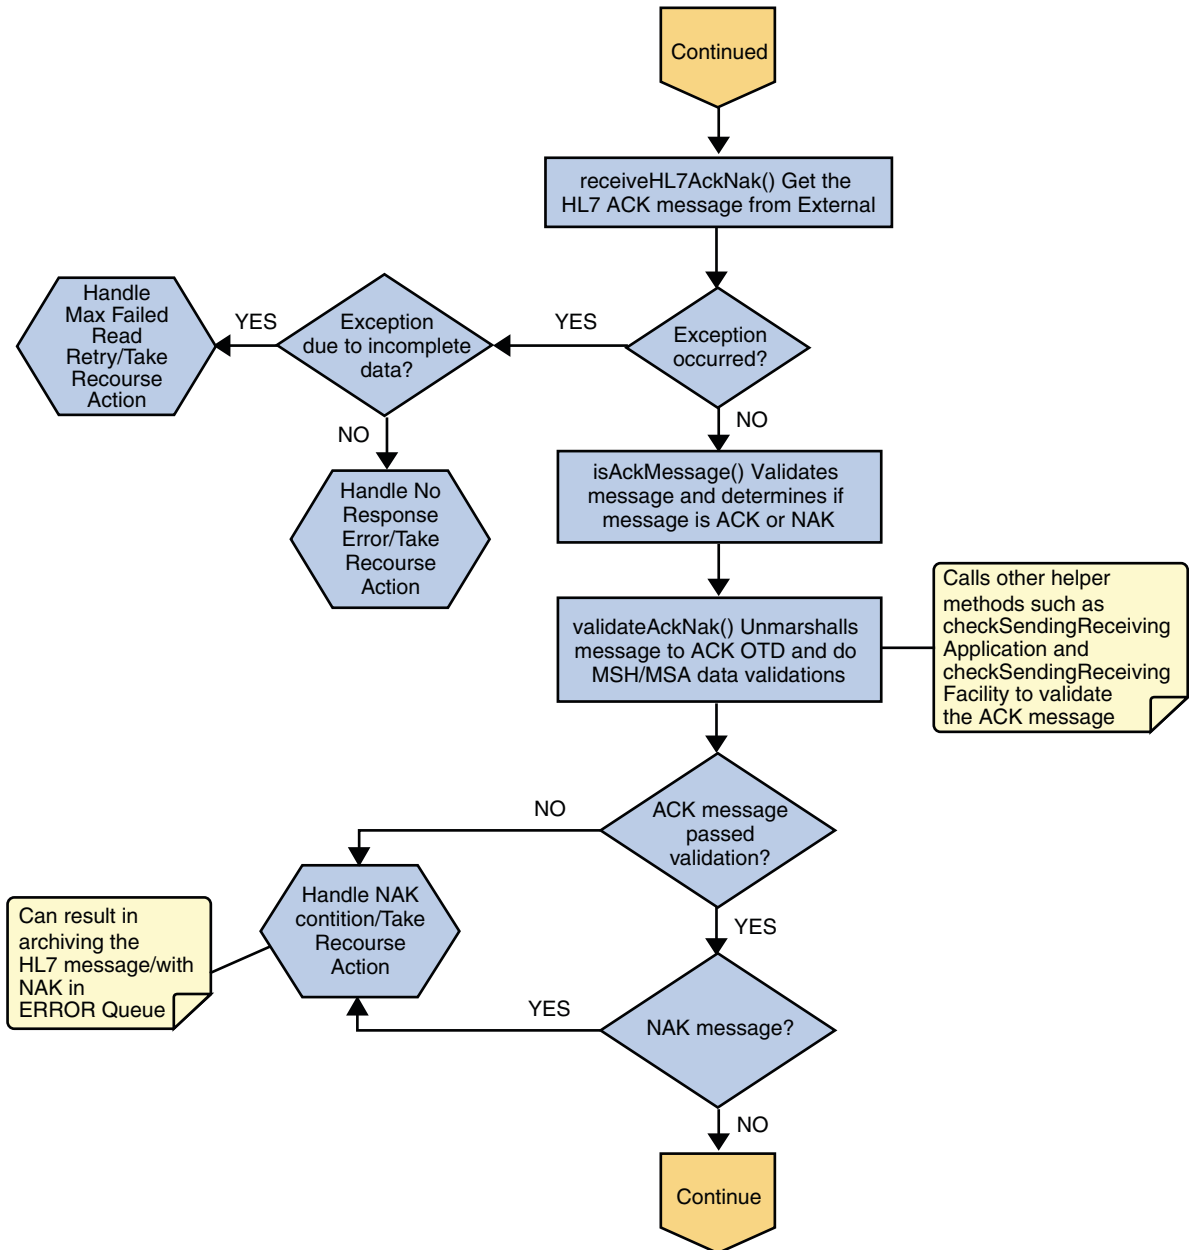 Continued
receiveHL7AckNak() Get the
HL7 ACK message from External
Exception
occurred?
YES
Exception
due to incomplete
data?
YES
Handle
Max Failed
Read
Retry/Take
Recourse
Action
NO
Handle No
Response
Error/Take
Recourse
Action
NO
isAckMessage() Validates
message and determines if
message is ACK or NAK
validateAckNak() Unmarshalls
message to ACK OTD and do
MSH/MSA data validations
Calls other helper
methods such as
checkSendingReceiving
Application and
checkSendingReceiving
Facility to validate
the ACK message
ACK message
passed
validation?
NO
Handle NAK
contition/Take
Recourse
Action
Can result in
archiving the
HL7 message/with
NAK in
ERROR Queue
YES
NAK message?
YES
NO
Continue